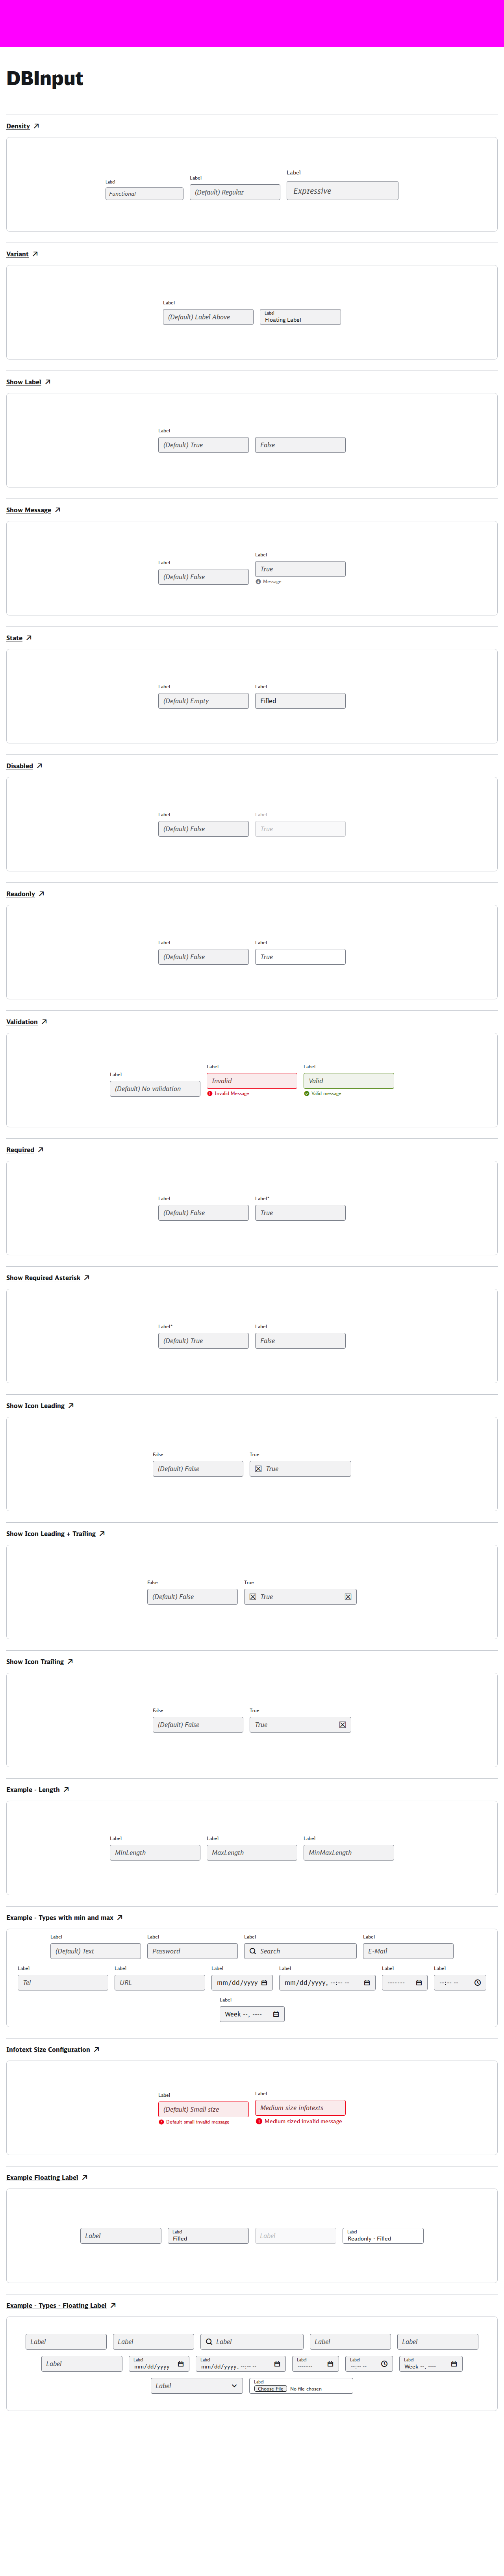 DBInput
Density
Label Label Label
Functional (Default) Regular Expressive
Variant
Label Label
(Default) Label Above Floating Label
Show Label
Label
(Default) True False
Show Message
Label Label
(Default) False True
Message
State
Label Label
(Default) Empty Filled
Disabled
Label Label
(Default) False True
Readonly
Label Label
(Default) False True
Validation
Label Label Label
(Default) No validation Invalid Valid
Invalid Message Valid message
Required
Label Label*
(Default) False True
Show Required Asterisk
Label* Label
(Default) True False
Show Icon Leading
False True
(Default) False True
Show Icon Leading + Trailing
False True
(Default) False True
Show Icon Trailing
False True
(Default) False True
Example - Length
Label Label Label
MinLength MaxLength MinMaxLength
Example - Types with min and max
Label Label Label Label
(Default) Text Password Search E-Mail
Label Label Label Label Label Label
Tel URL mm/dd/yyyy mm/dd/yyyy, --:-- -- ------- --:-- --
Label
Week --, ----
Infotext Size Configuration
Label Label
(Default) Small size Medium size infotexts
Default small invalid message Medium sized invalid message
Example Floating Label
Label Label Label Label
Filled Readonly - Filled
Example - Types - Floating Label
Label Label Label Label Label
Label Label Label Label Label Label
mm/dd/yyyy mm/dd/yyyy, --:-- -- ------- --:-- -- Week --, ----
Label Label
Choose File No file chosen